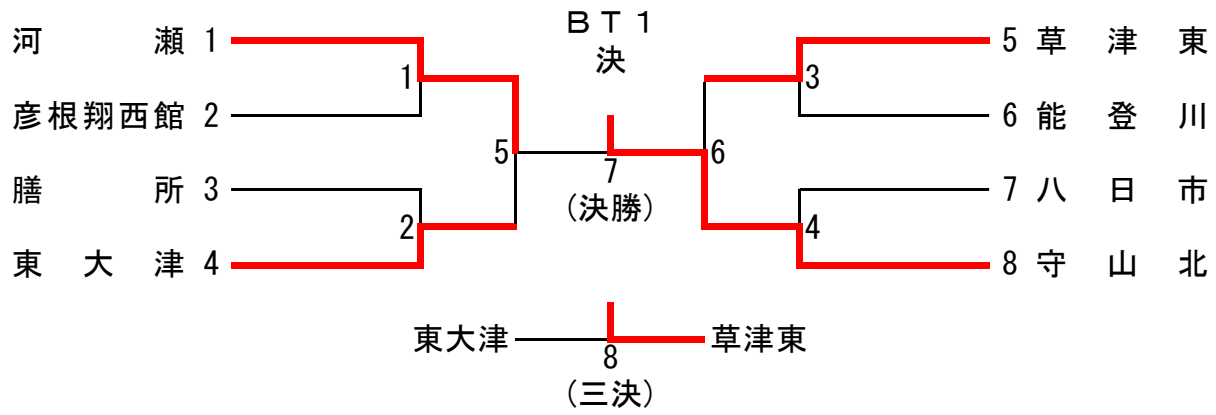 BT1
決
河瀬 1
彦根翔西館 2
膳所 3
東大津 4
5 草津東
6 能登川
7 八日市
8 守山北
1
2
3
4
5
6
7
(決勝)
東大津
草津東
8
(三決)